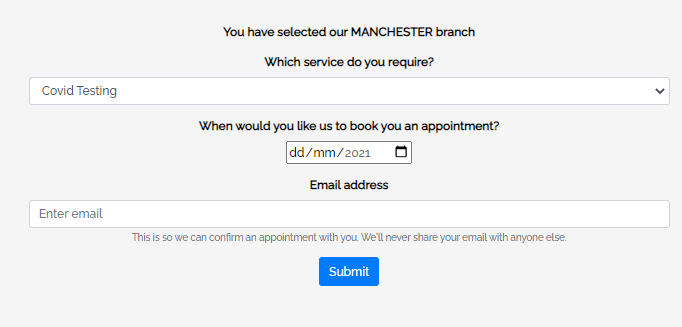 You have selected our MANCHESTER branch
Which service do you require?
Covid Testing
When would you like us to book you an appointment?
dd/mm/2021
Email address
Enter email
This is so we can confirm an appointment with you. We'll never share your email with anyone else.
Submit